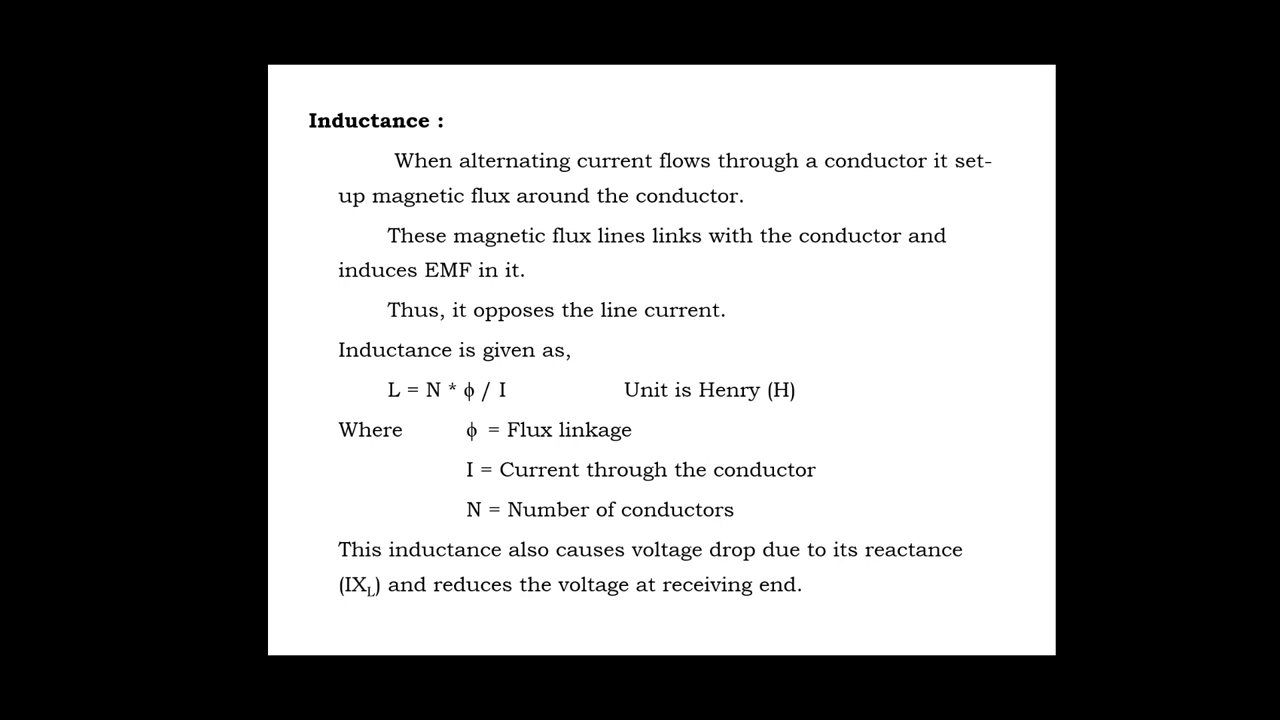 Inductance :
When alternating current flows through a conductor it set-
up magnetic flux around the conductor.
These magnetic flux lines links with the conductor and
induces EMF in it.
Thus, it opposes the line current.
Inductance is given as,
L = N * ϕ / I Unit is Henry (H)
Where ϕ = Flux linkage
I = Current through the conductor
N = Number of conductors
This inductance also causes voltage drop due to its reactance
(IX_L) and reduces the voltage at receiving end.